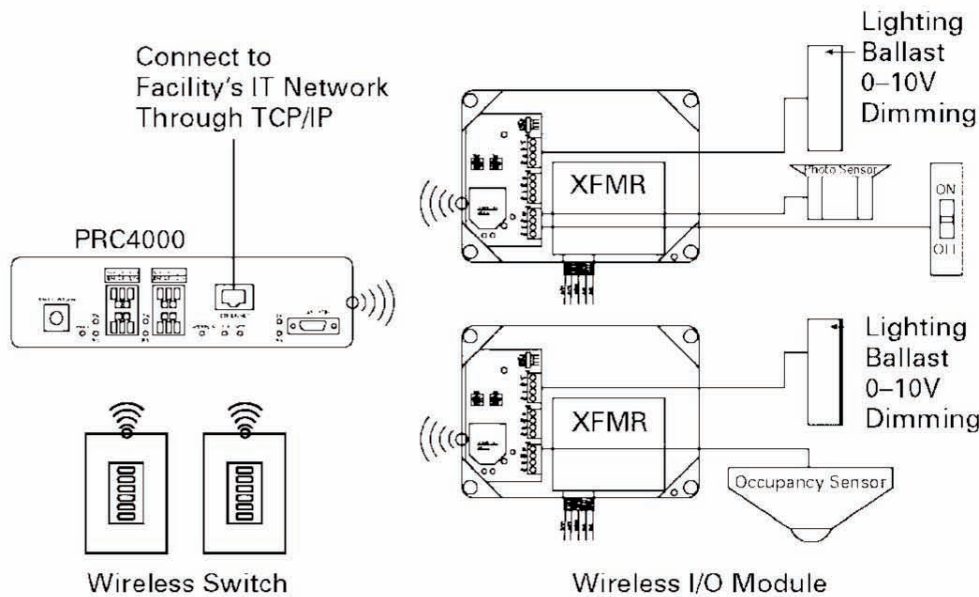 Connect to
Facility's IT Network
Through TCP/IP
PRC4000
Wireless Switch
XFMR
Lighting
Ballast
0–10V
Dimming
Photo Sensor
ON
OFF
XFMR
Lighting
Ballast
0–10V
Dimming
Occupancy Sensor
Wireless I/O Module